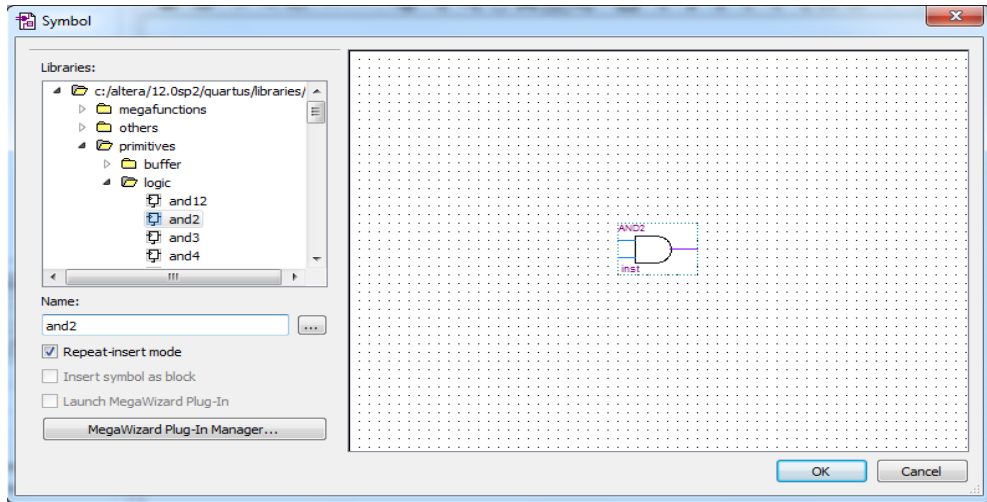 Symbol
Libraries:
c:/altera/12.0sp2/quartus/libraries/
megafunctions
others
primitives
buffer
logic
and12
and2
and3
and4
Name:
and2
...
Repeat-insert mode
Insert symbol as block
Launch MegaWizard Plug-In
MegaWizard Plug-In Manager...
AND2
inst
OK
Cancel